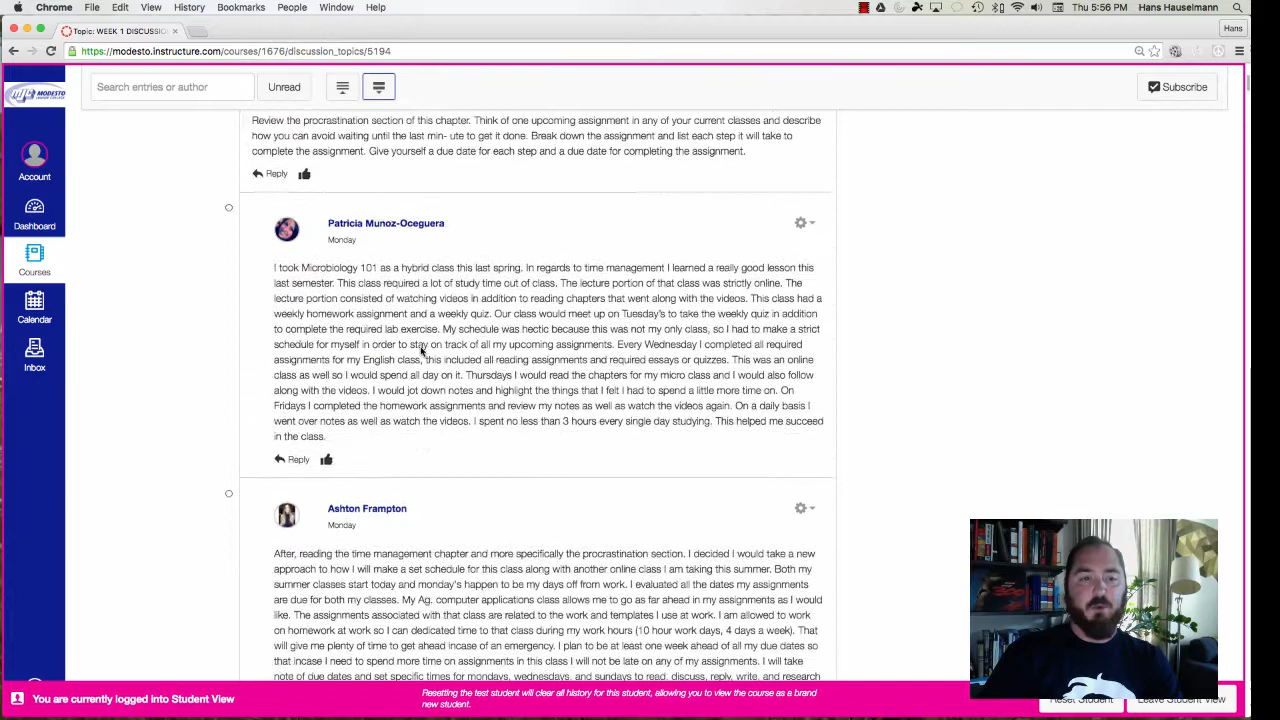 Chrome File Edit View History Bookmarks People Window Help Thu 5:56 PM Hans Hauselmann
Topic: WEEK 1 DISCUSSIO Hans
https://modesto.instructure.com/courses/1676/discussion_topics/5194
MODESTO
Search entries or author Unread Subscribe
Review the procrastination section of this chapter. Think of one upcoming assignment in any of your current classes and describe
how you can avoid waiting until the last min- ute to get it done. Break down the assignment and list each step it will take to
complete the assignment. Give yourself a due date for each step and a due date for completing the assignment.
Reply
Account
Dashboard
Courses
Calendar
Inbox
Patricia Munoz-Oceguera
Monday
I took Microbiology 101 as a hybrid class this last spring. In regards to time management I learned a really good lesson this
last semester. This class required a lot of study time out of class. The lecture portion of that class was strictly online. The
lecture portion consisted of watching videos in addition to reading chapters that went along with the videos. This class had a
weekly homework assignment and a weekly quiz. Our class would meet up on Tuesday's to take the weekly quiz in addition
to complete the required lab exercise. My schedule was hectic because this was not my only class, so I had to make a strict
schedule for myself in order to stay on track of all my upcoming assignments. Every Wednesday I completed all required
assignments for my English class, this included all reading assignments and required essays or quizzes. This was an online
class as well so I would spend all day on it. Thursdays I would read the chapters for my micro class and I would also follow
along with the videos. I would jot down notes and highlight the things that I felt I had to spend a little more time on. On
Fridays I completed the homework assignments and review my notes as well as watch the videos again. On a daily basis I
went over notes as well as watch the videos. I spent no less than 3 hours every single day studying. This helped me succeed
in the class.
Reply
Ashton Frampton
Monday
After, reading the time management chapter and more specifically the procrastination section. I decided I would take a new
approach to how I will make a set schedule for this class along with another online class I am taking this summer. Both my
summer classes start today and monday's happen to be my days off from work. I evaluated all the dates my assignments
are due for both my classes. My Ag. computer applications class allows me to go as far ahead in my assignments as I would
like. The assignments associated with that class are related to the work and templates I use at work. I am allowed to work
on homework at work so I can dedicated time to that class during my work hours (10 hour work days, 4 days a week). That
will give me plenty of time to get ahead incase of an emergency. I plan to be at least one week ahead of all my due dates so
that incase I need to spend more time on assignments in this class I will not be late on any of my assignments. I will take
note of due dates and set specific times for mondays, wednesdays, and sundays to read, discuss, reply, write, and research
You are currently logged into Student View
Resetting the test student will clear all history for this student, allowing you to view the course as a brand
new student.
Reset Student Leave Student View